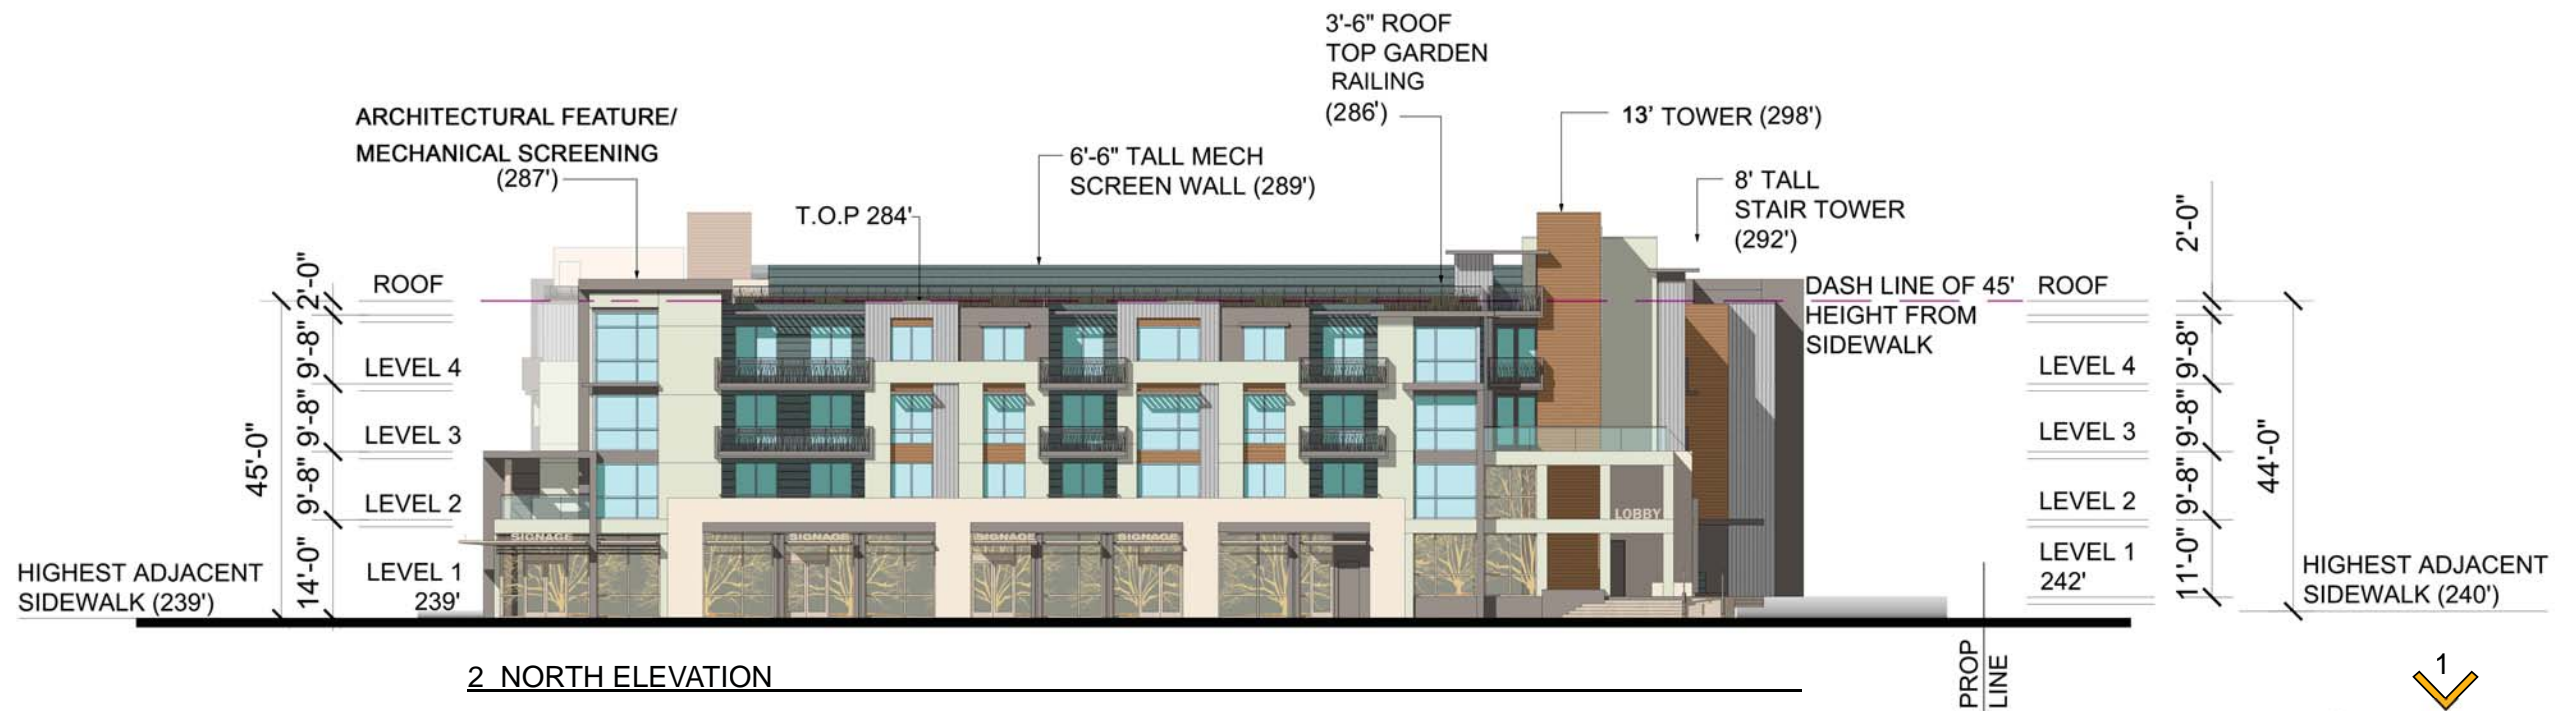 3'-6" ROOF
TOP GARDEN
RAILING
(286')
ARCHITECTURAL FEATURE/
MECHANICAL SCREENING
(287')
6'-6" TALL MECH
SCREEN WALL (289')
T.O.P 284'
13' TOWER (298')
8' TALL
STAIR TOWER
(292')
DASH LINE OF 45'
HEIGHT FROM
SIDEWALK
ROOF
LEVEL 4
LEVEL 3
LEVEL 2
LEVEL 1
239'
2'-0"
9'-8"
9'-8"
9'-8"
14'-0"
45'-0"
HIGHEST ADJACENT
SIDEWALK (239')
SIGNAGE
SIGNAGE
SIGNAGE
SIGNAGE
LOBBY
ROOF
LEVEL 4
LEVEL 3
LEVEL 2
LEVEL 1
242'
2'-0"
9'-8"
9'-8"
9'-8"
11'-0"
44'-0"
HIGHEST ADJACENT
SIDEWALK (240')
PROP
LINE
2 NORTH ELEVATION
1